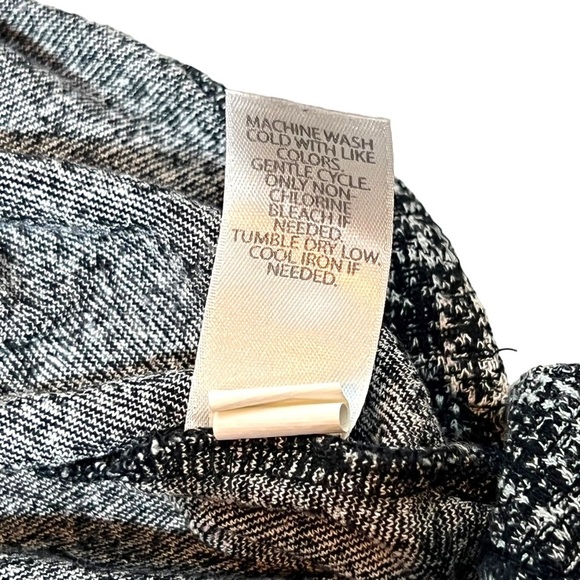 MACHINE WASH
COLD WITH LIKE
COLORS.
GENTLE CYCLE.
ONLY NON-
CHLORINE
BLEACH IF
NEEDED.
TUMBLE DRY LOW.
COOL IRON IF
NEEDED.